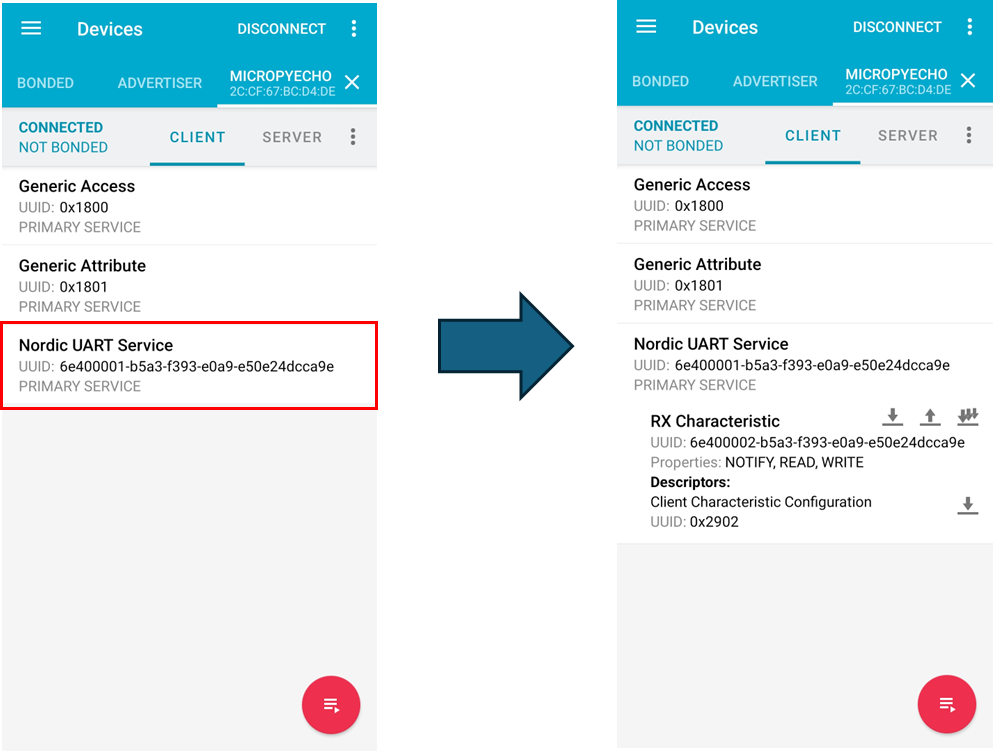 Devices DISCONNECT
BONDED ADVERTISER MICROPYECHO
2C:CF:67:BC:D4:DE
CONNECTED
NOT BONDED
CLIENT SERVER
Generic Access
UUID: 0x1800
PRIMARY SERVICE
Generic Attribute
UUID: 0x1801
PRIMARY SERVICE
Nordic UART Service
UUID: 6e400001-b5a3-f393-e0a9-e50e24dcca9e
PRIMARY SERVICE
Devices DISCONNECT
BONDED ADVERTISER MICROPYECHO
2C:CF:67:BC:D4:DE
CONNECTED
NOT BONDED
CLIENT SERVER
Generic Access
UUID: 0x1800
PRIMARY SERVICE
Generic Attribute
UUID: 0x1801
PRIMARY SERVICE
Nordic UART Service
UUID: 6e400001-b5a3-f393-e0a9-e50e24dcca9e
PRIMARY SERVICE
RX Characteristic
UUID: 6e400002-b5a3-f393-e0a9-e50e24dcca9e
Properties: NOTIFY, READ, WRITE
Descriptors:
Client Characteristic Configuration
UUID: 0x2902